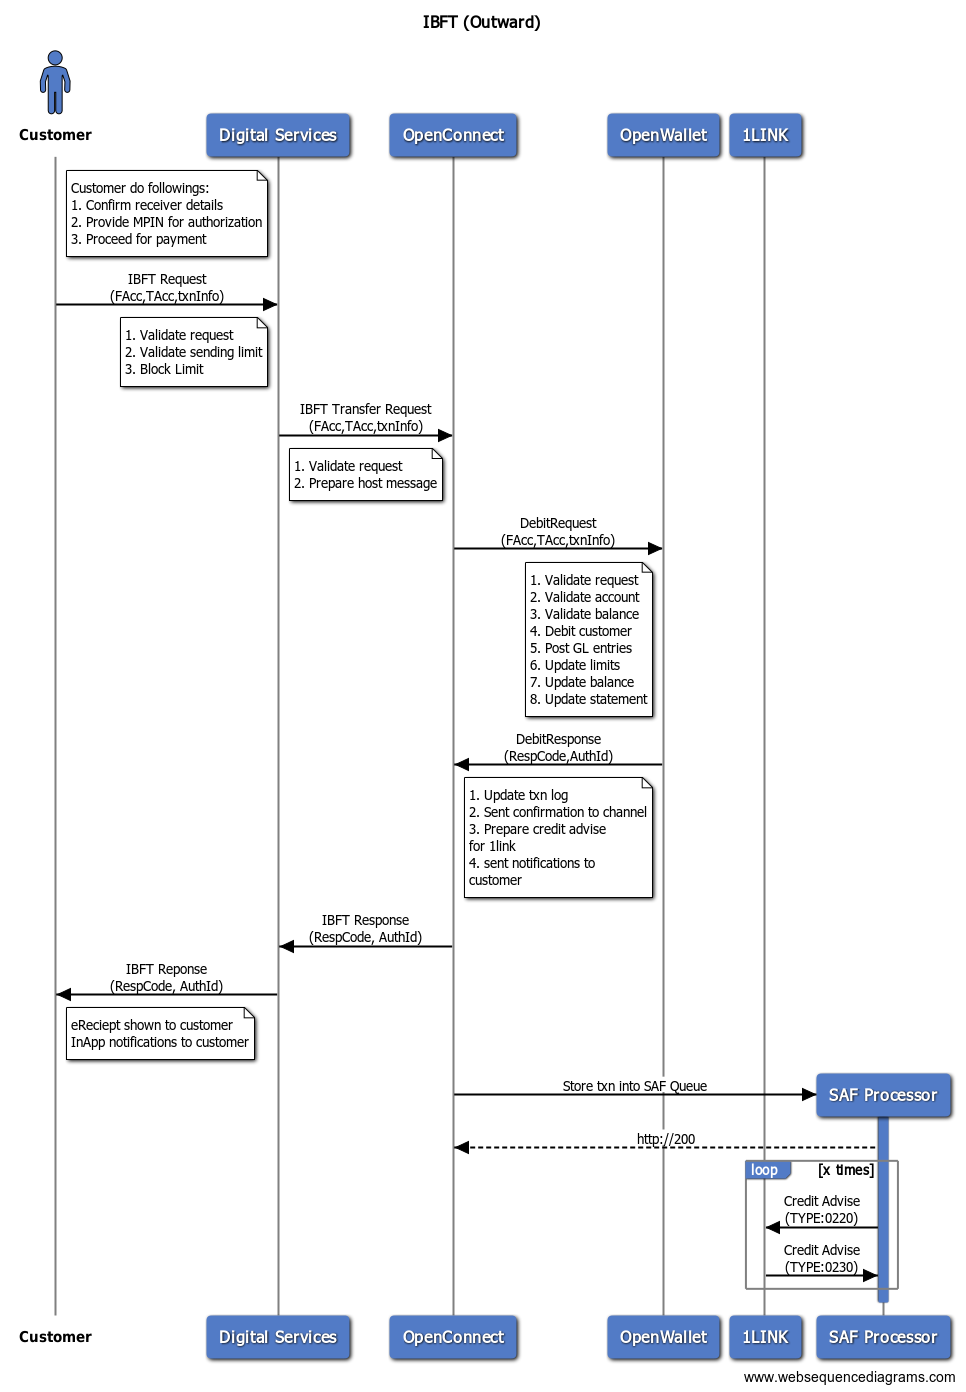 IBFT (Outward)
Customer
Digital Services
OpenConnect
OpenWallet
1LINK
Customer do followings:
1. Confirm receiver details
2. Provide MPIN for authorization
3. Proceed for payment
IBFT Request
(FAcc,TAcc,txnInfo)
1. Validate request
2. Validate sending limit
3. Block Limit
IBFT Transfer Request
(FAcc,TAcc,txnInfo)
1. Validate request
2. Prepare host message
DebitRequest
(FAcc,TAcc,txnInfo)
1. Validate request
2. Validate account
3. Validate balance
4. Debit customer
5. Post GL entries
6. Update limits
7. Update balance
8. Update statement
DebitResponse
(RespCode,AuthId)
1. Update txn log
2. Sent confirmation to channel
3. Prepare credit advise
for 1link
4. sent notifications to
customer
IBFT Response
(RespCode, AuthId)
IBFT Reponse
(RespCode, AuthId)
eReciept shown to customer
InApp notifications to customer
Store txn into SAF Queue
SAF Processor
http://200
loop
[x times]
Credit Advise
(TYPE:0220)
Credit Advise
(TYPE:0230)
Customer
Digital Services
OpenConnect
OpenWallet
1LINK
SAF Processor
www.websequencediagrams.com